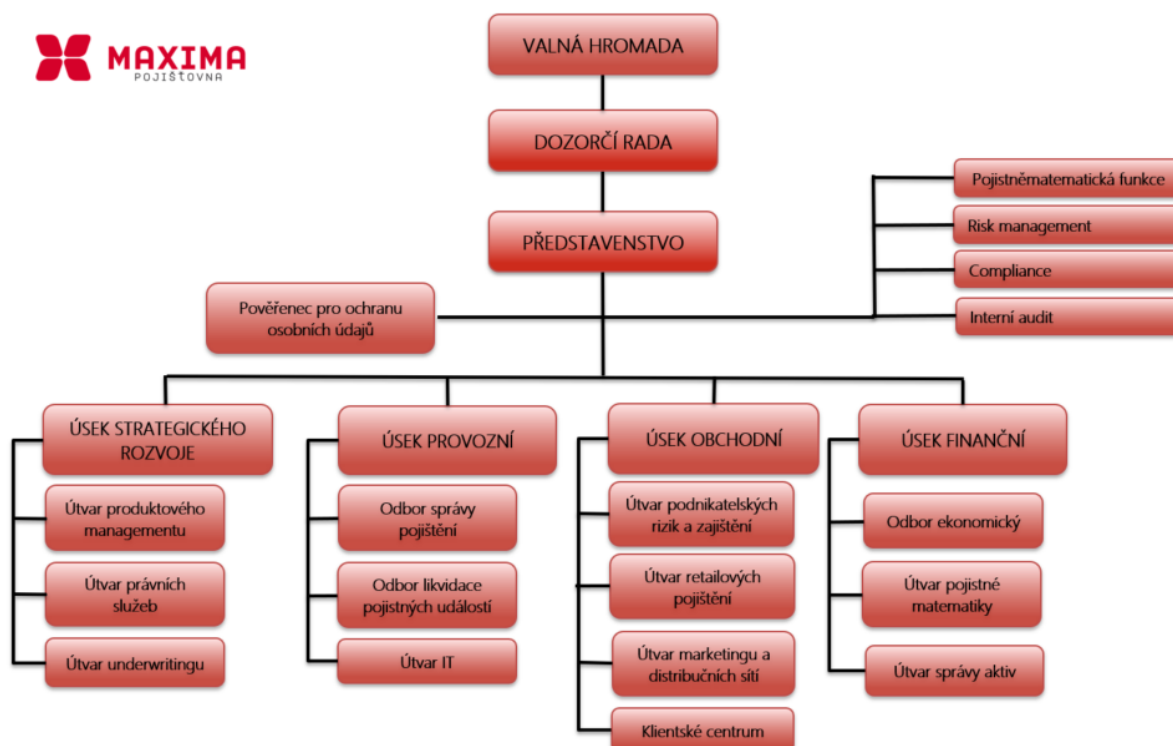 MAXIMA
POJIŠŤOVNA
VALNÁ HROMADA
DOZORČÍ RADA
PŘEDSTAVENSTVO
Pojistněmatematická funkce
Risk management
Compliance
Interní audit
Pověřenec pro ochranu
osobních údajů
ÚSEK STRATEGICKÉHO
ROZVOJE
Útvar produktového
managementu
Útvar právních
služeb
Útvar underwritingu
ÚSEK PROVOZNÍ
Odbor správy
pojištění
Odbor likvidace
pojistných událostí
Útvar IT
ÚSEK OBCHODNÍ
Útvar podnikatelských
rizik a zajištění
Útvar retailových
pojištění
Útvar marketingu a
distribučních sítí
Klientské centrum
ÚSEK FINANČNÍ
Odbor ekonomický
Útvar pojistné
matematiky
Útvar správy aktiv